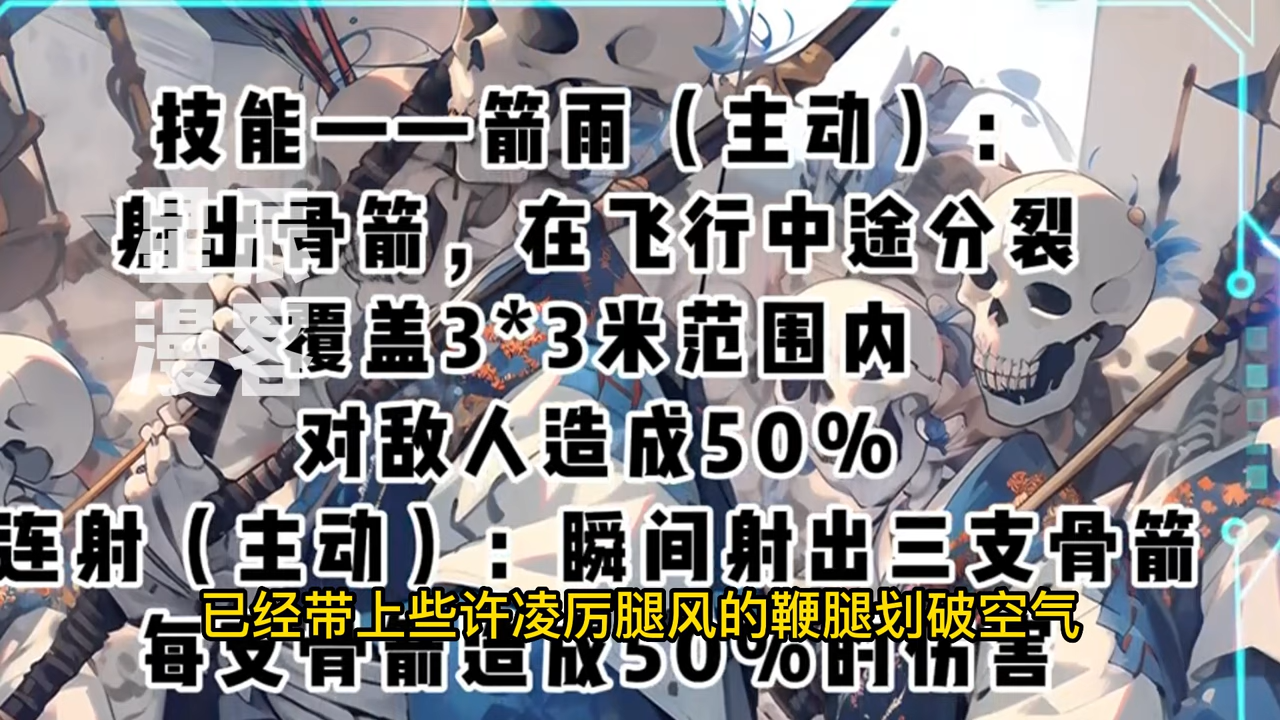 技能——箭雨（主动）：
射出骨箭，在飞行中途分裂
漫客
覆盖3*3米范围内
对敌人造成50%
连射（主动）：瞬间射出三支骨箭
已经带上些许凌厉腿风的鞭腿划破空气
每支骨箭造成50%的伤害